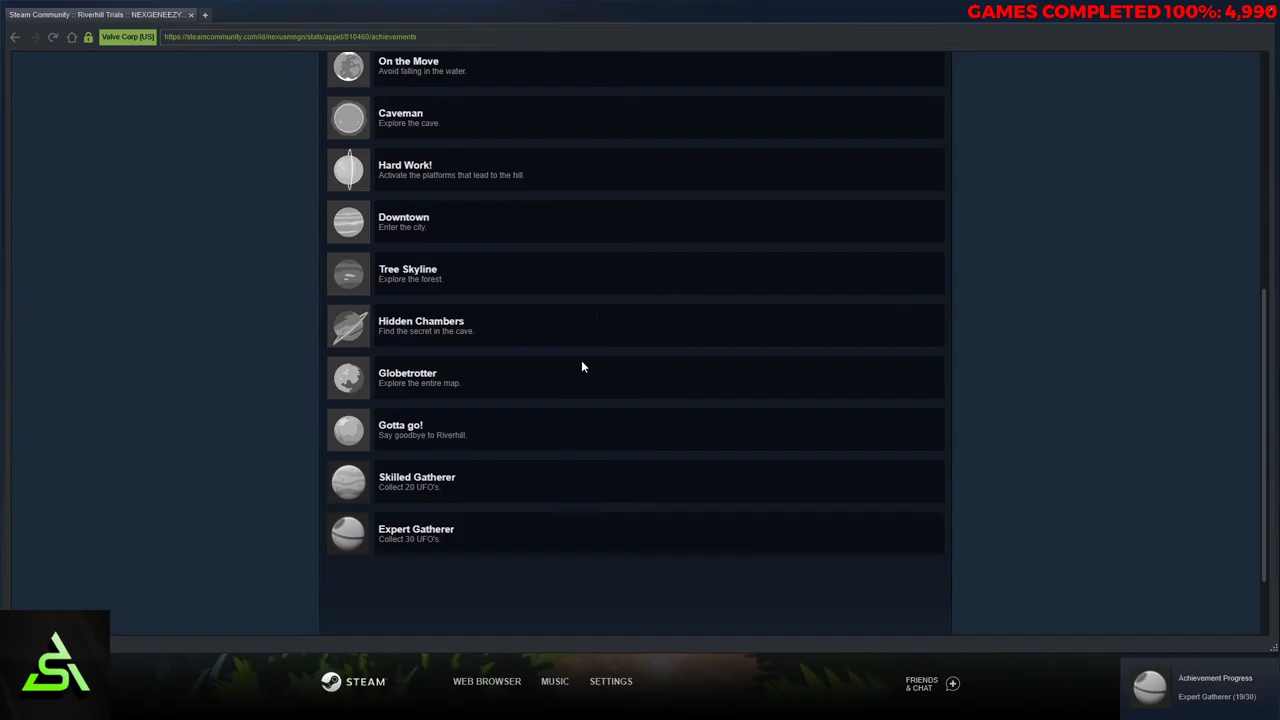 Steam Community :: Riverhill Trials :: NEXGENEEZY... × +
GAMES COMPLETED 100%: 4,990
Valve Corp [US] https://steamcommunity.com/id/nexusmngn/stats/appid/810460/achievements
On the Move
Avoid falling in the water.
Caveman
Explore the cave.
Hard Work!
Activate the platforms that lead to the hill.
Downtown
Enter the city.
Tree Skyline
Explore the forest.
Hidden Chambers
Find the secret in the cave.
Globetrotter
Explore the entire map.
Gotta go!
Say goodbye to Riverhill.
Skilled Gatherer
Collect 20 UFO's.
Expert Gatherer
Collect 30 UFO's.
STEAM WEB BROWSER MUSIC SETTINGS
FRIENDS
& CHAT
Achievement Progress
Expert Gatherer (19/30)